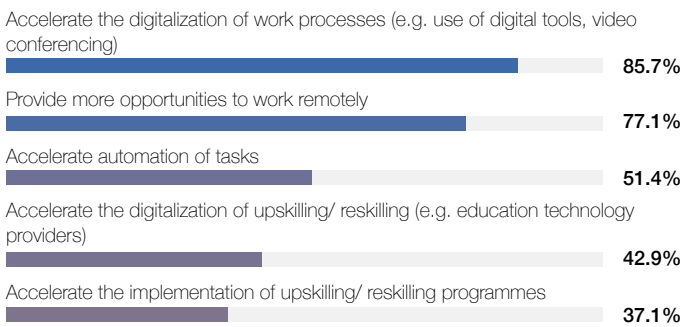 Accelerate the digitalization of work processes (e.g. use of digital tools, video
conferencing)
85.7%
Provide more opportunities to work remotely
77.1%
Accelerate automation of tasks
51.4%
Accelerate the digitalization of upskilling/ reskilling (e.g. education technology
providers)
42.9%
Accelerate the implementation of upskilling/ reskilling programmes
37.1%